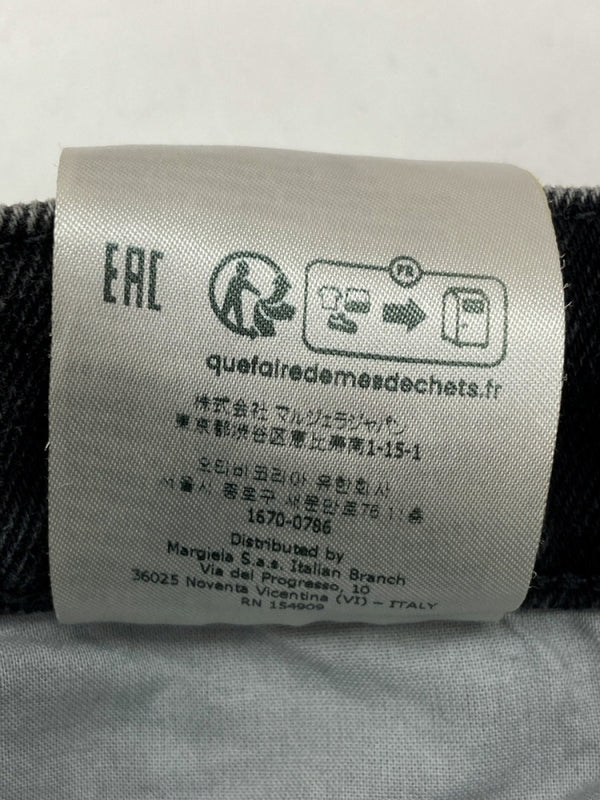 EAC
FR
quefairedemesdechets.fr
株式会社 マルジェラジャパン
東京都渋谷区恵比寿南1-15-1
오티비코리아 유한회사
서울시 종로구 새문안로76 11층
1670-0786
Distributed by
Margiela S.a.s. Italian Branch
Via del Progresso, 10
36025 Noventa Vicentina (VI) – ITALY
RN 154909